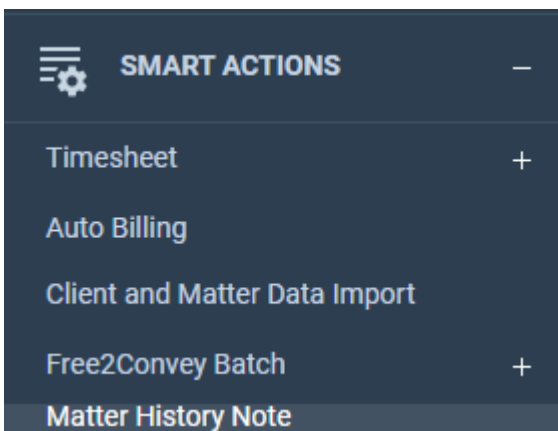 SMART ACTIONS
Timesheet
Auto Billing
Client and Matter Data Import
Free2Convey Batch
Matter History Note